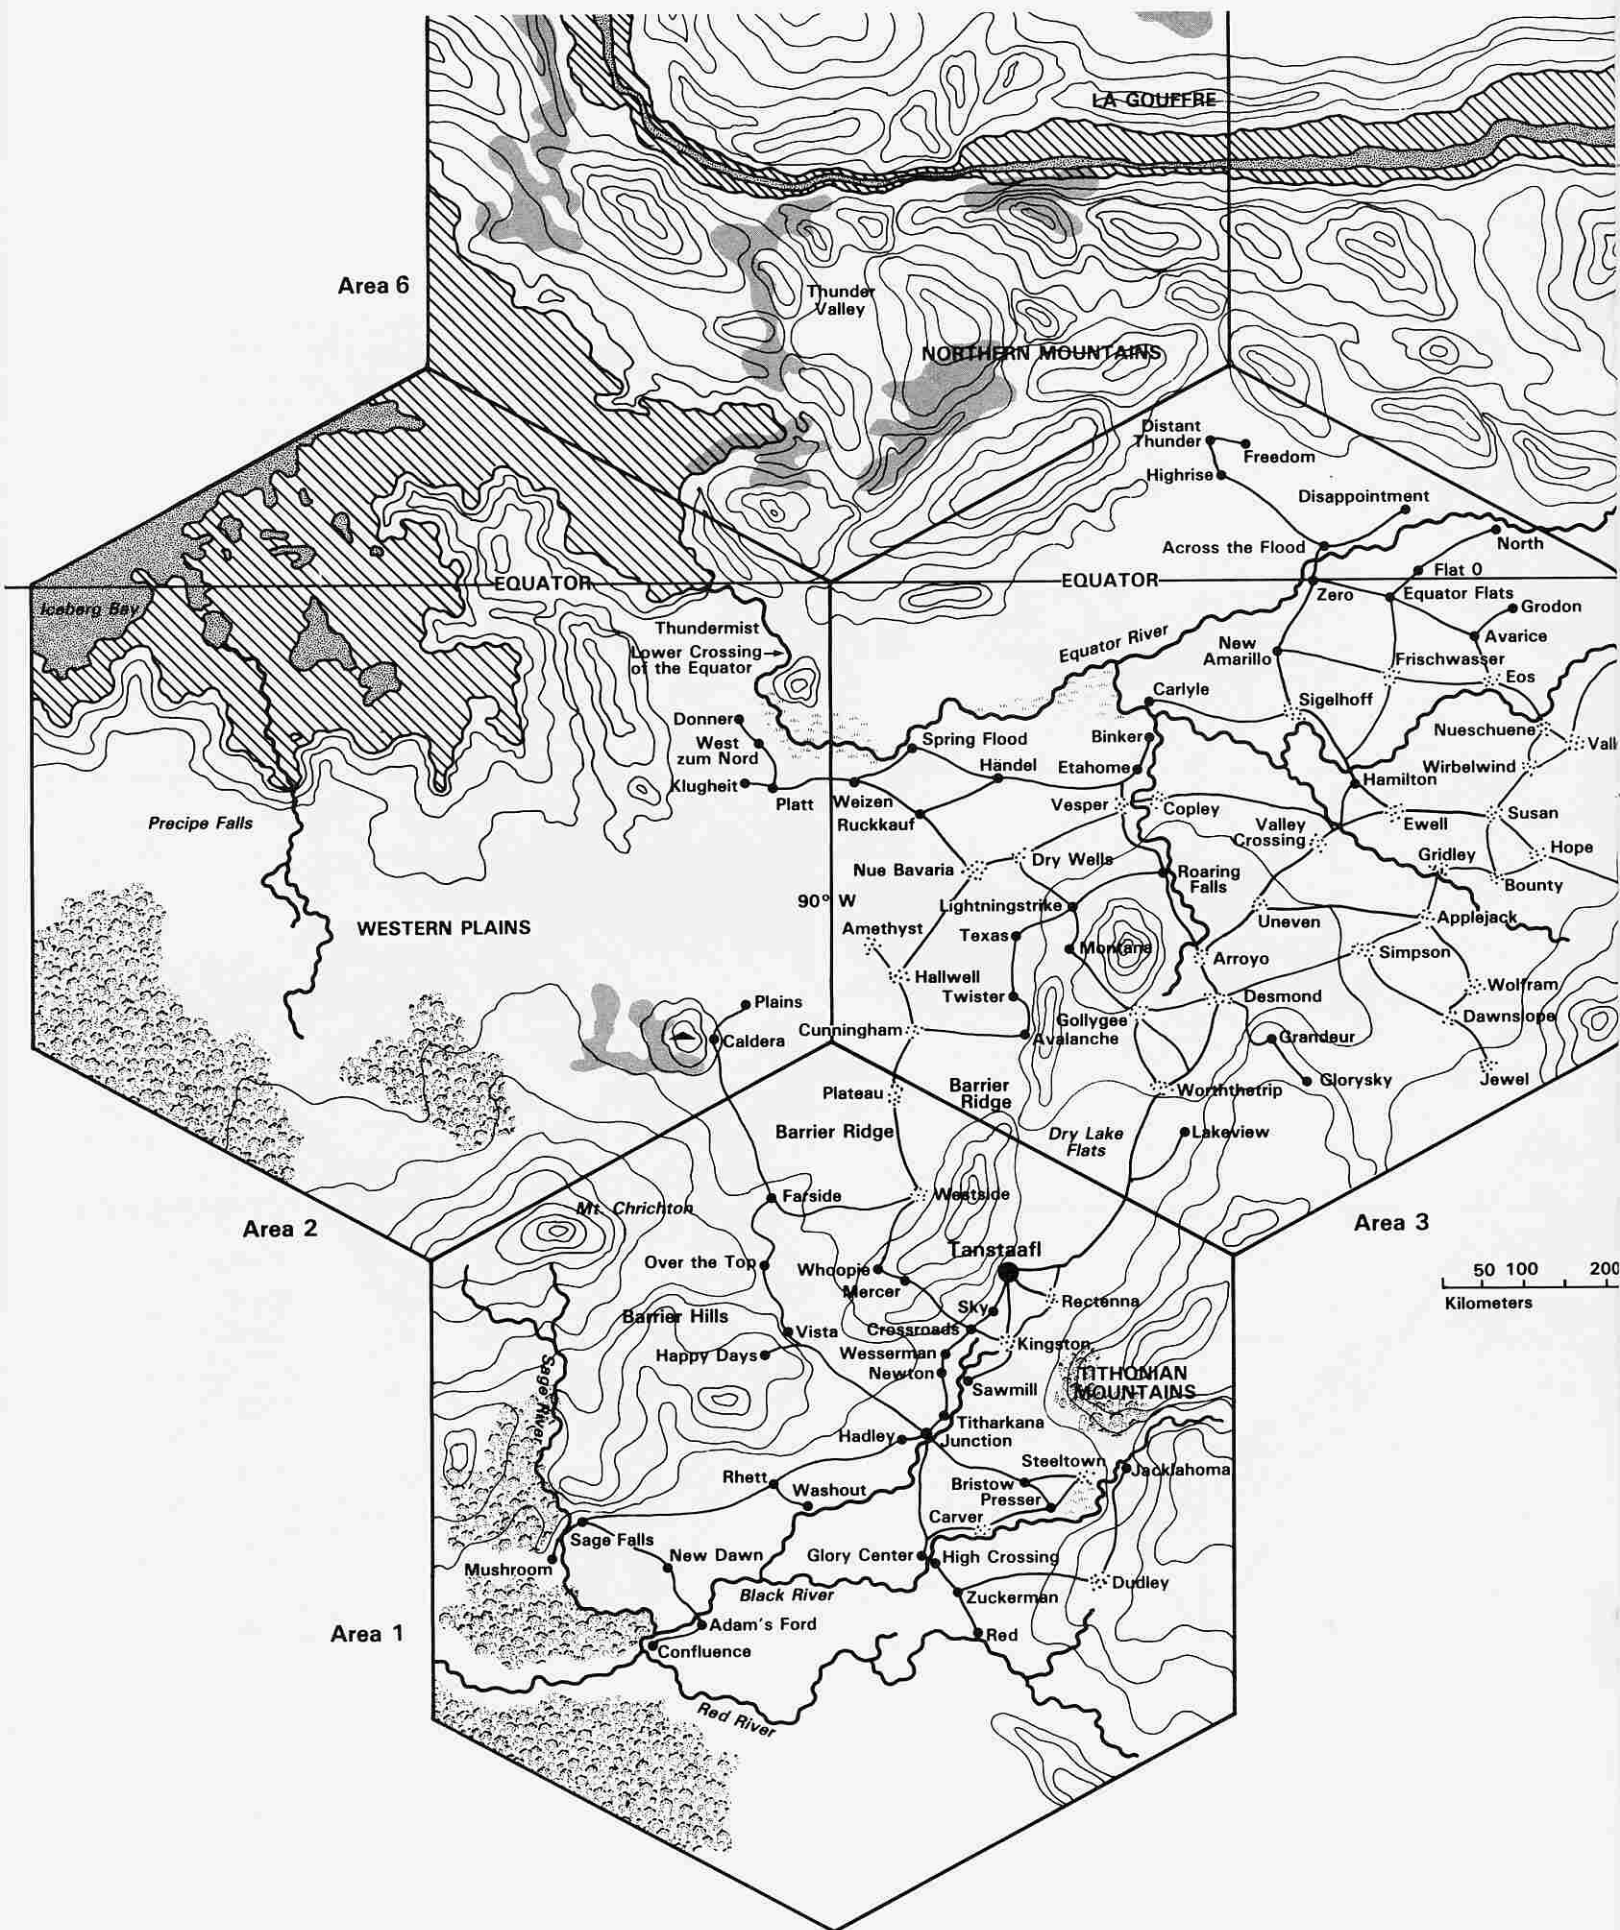 LA GOUFFRE
Area 6
Thunder
Valley
NORTHERN MOUNTAINS
Distant
Thunder
Freedom
Highrise
Disappointment
Across the Flood
North
EQUATOR
EQUATOR
Flat 0
Zero
Equator Flats
Grodon
Iceberg Bay
Thundermist
Lower Crossing
of the Equator
Equator River
New
Amarillo
Avarice
Frischwasser
Eos
Carlyle
Sigelhoff
Donner
West
zum Nord
Spring Flood
Binker
Nueschuene
Vall
Klugheit
Platt
Händel
Etahome
Hamilton
Wirbelwind
Weizen
Ruckkauf
Vesper
Copley
Valley
Crossing
Ewell
Susan
Precipe Falls
Nue Bavaria
Dry Wells
Roaring
Falls
Gridley
Hope
Bounty
90° W
Lightningstrike
Uneven
Applejack
WESTERN PLAINS
Amethyst
Texas
Montana
Arroyo
Simpson
Hallwell
Twister
Desmond
Wolfram
Plains
Caldera
Cunningham
Avalanche
Gollygee
Grandeur
Dawnslope
Plateau
Barrier
Ridge
Worththetrip
Glorysky
Jewel
Barrier Ridge
Dry Lake
Flats
Lakeview
Area 2
Mt. Chrichton
Farside
Westside
Area 3
Over the Top
Whoopie
Mercer
Tanstaafl
50 100 200
Kilometers
Rectenna
Barrier Hills
Vista
Sky
Crossroads
Kingston
Happy Days
Wesserman
Newton
Sawmill
TITHONIAN
MOUNTAINS
Sage River
Hadley
Titharkana
Junction
Steeltown
Jacklahoma
Rhett
Washout
Bristow
Presser
Carver
Sage Falls
Mushroom
New Dawn
Glory Center
High Crossing
Black River
Zuckerman
Dudley
Area 1
Adam's Ford
Confluence
Red
Red River